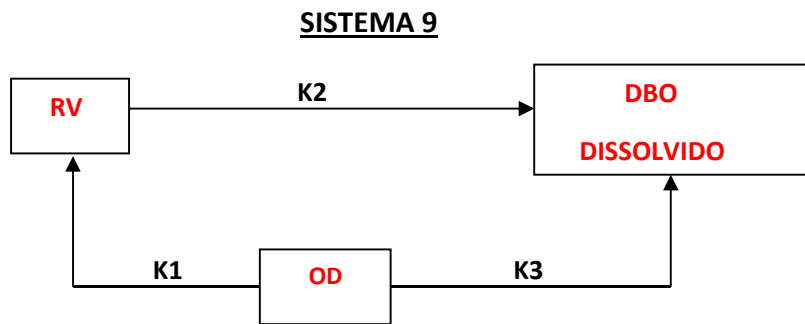 SISTEMA 9
K2
RV
DBO
DISSOLVIDO
K1
OD
K3